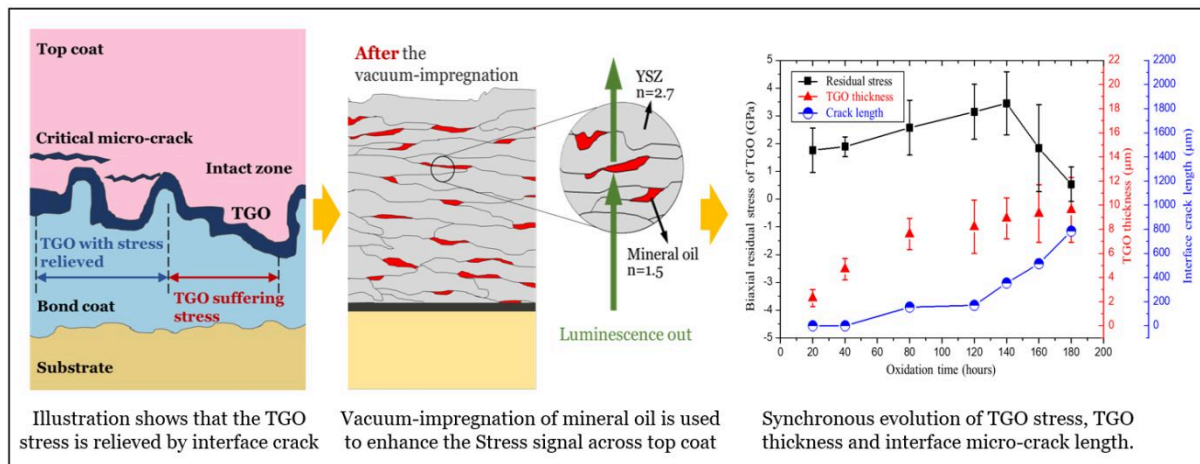 Top coat
Critical micro-crack
Intact zone
TGO
TGO with stress
relieved
TGO suffering
stress
Bond coat
Substrate
Illustration shows that the TGO
stress is relieved by interface crack
After the
vacuum-impregnation
YSZ
n=2.7
Mineral oil
n=1.5
Luminescence out
Vacuum-impregnation of mineral oil is used
to enhance the Stress signal across top coat
Residual stress
TGO thickness
Crack length
Biaxial residual stress of TGO (GPa)
5
4
3
2
1
0
-1
-2
-3
-4
-5
0 20 40 60 80 100 120 140 160 180 200
Oxidation time (hours)
22
20
18
16
14
12
10
8
6
4
2
0
TGO thickness (μm)
2200
2000
1800
1600
1400
1200
1000
800
600
400
200
0
Interface crack length (μm)
Synchronous evolution of TGO stress, TGO
thickness and interface micro-crack length.